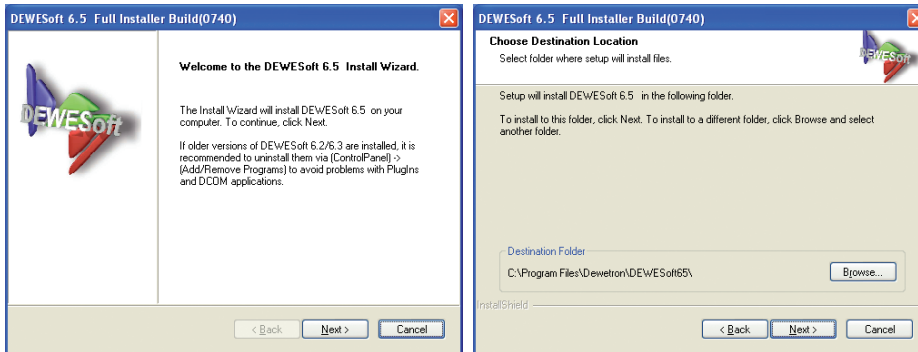 DEWESoft 6.5 Full Installer Build(0740)
DEWESoft
Welcome to the DEWESoft 6.5 Install Wizard.
The Install Wizard will install DEWESoft 6.5 on your
computer. To continue, click Next.
If older versions of DEWESoft 6.2/6.3 are installed, it is
recommended to uninstall them via (ControlPanel) ->
(Add/Remove Programs) to avoid problems with PlugIns
and DCOM applications.
< Back
Next >
Cancel
DEWESoft 6.5 Full Installer Build(0740)
Choose Destination Location
Select folder where setup will install files.
DEWESoft
Setup will install DEWESoft 6.5 in the following folder.
To install to this folder, click Next. To install to a different folder, click Browse and select
another folder.
Destination Folder
C:\Program Files\Dewetron\DEWESoft65\
Browse...
InstallShield
< Back
Next >
Cancel